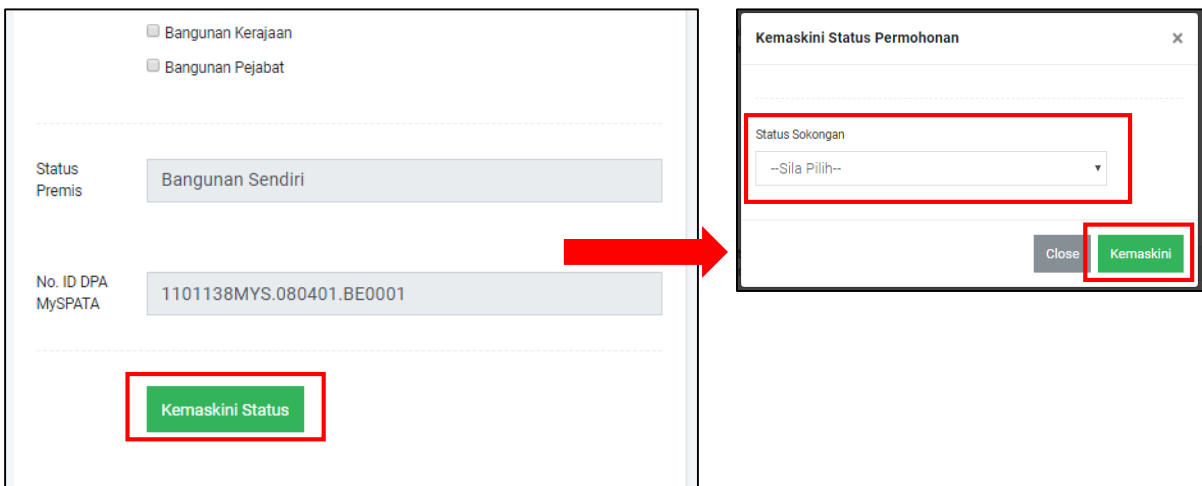 Bangunan Kerajaan
Bangunan Pejabat
Status
Premis
Bangunan Sendiri
No. ID DPA
MySPATA
1101138MYS.080401.BE0001
Kemaskini Status
Kemaskini Status Permohonan
×
Status Sokongan
--Sila Pilih--
Close
Kemaskini